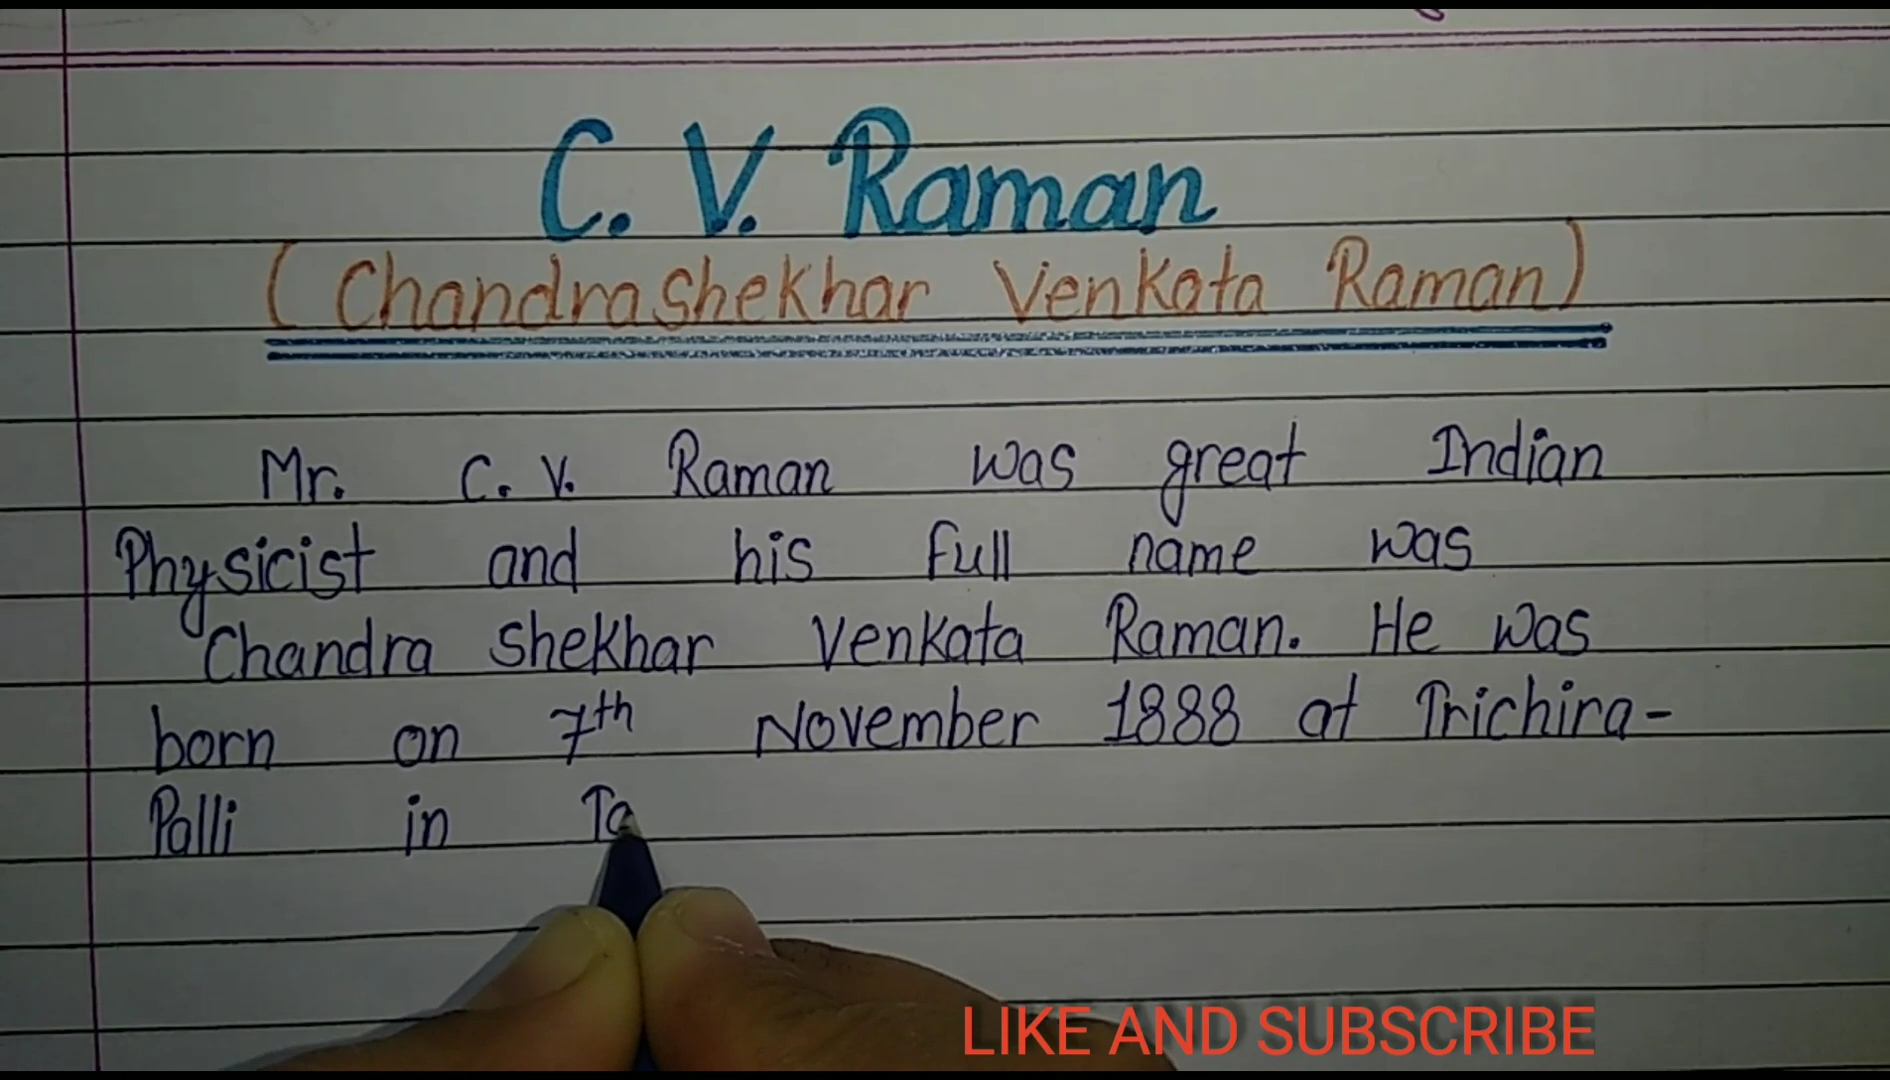 C. V. Raman
(Chandrashekhar Venkata Raman)
Mr. C. V. Raman was great Indian
Physicist and his full name was
Chandra shekhar Venkata Raman. He was
born on 7th November 1888 at Trichira-
Palli in Ta
LIKE AND SUBSCRIBE